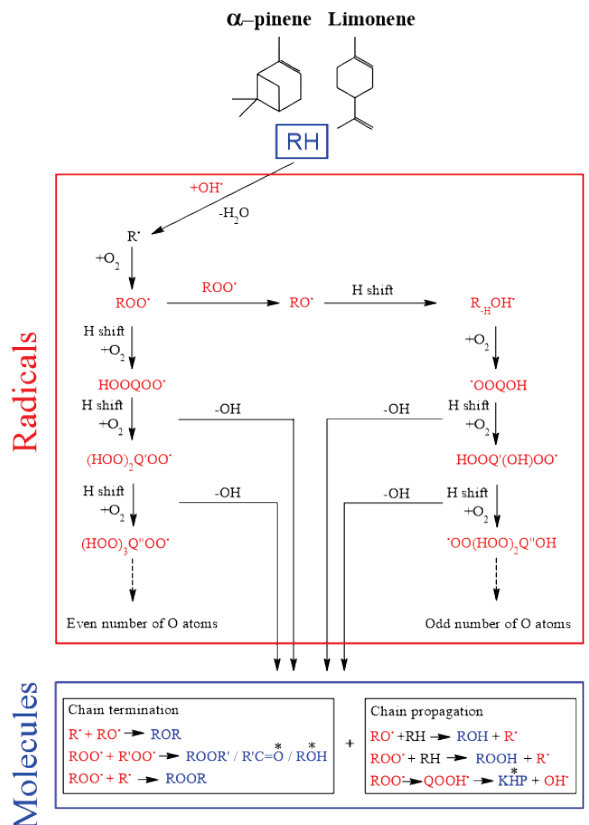 α–pinene Limonene
RH
+OH•
-H₂O
R•
+O₂
ROO• ROO• RO• H shift R₋HOH•
H shift
+O₂
+O₂
HOOQOO• •OOQOH
H shift
+O₂
-OH -OH H shift
+O₂
(HOO)₂Q'OO• HOOQ'(OH)OO•
H shift
+O₂
-OH -OH H shift
+O₂
(HOO)₃Q"OO• •OO(HOO)₂Q"OH
Even number of O atoms Odd number of O atoms
Radicals
Molecules
Chain termination
R• + RO• → ROR
ROO• + R'OO• → ROOR' / R'C=O* / ROH*
ROO• + R• → ROOR
+
Chain propagation
RO• +RH → ROH + R•
ROO• + RH → ROOH + R•
ROO• → QOOH• → KHP* + OH•